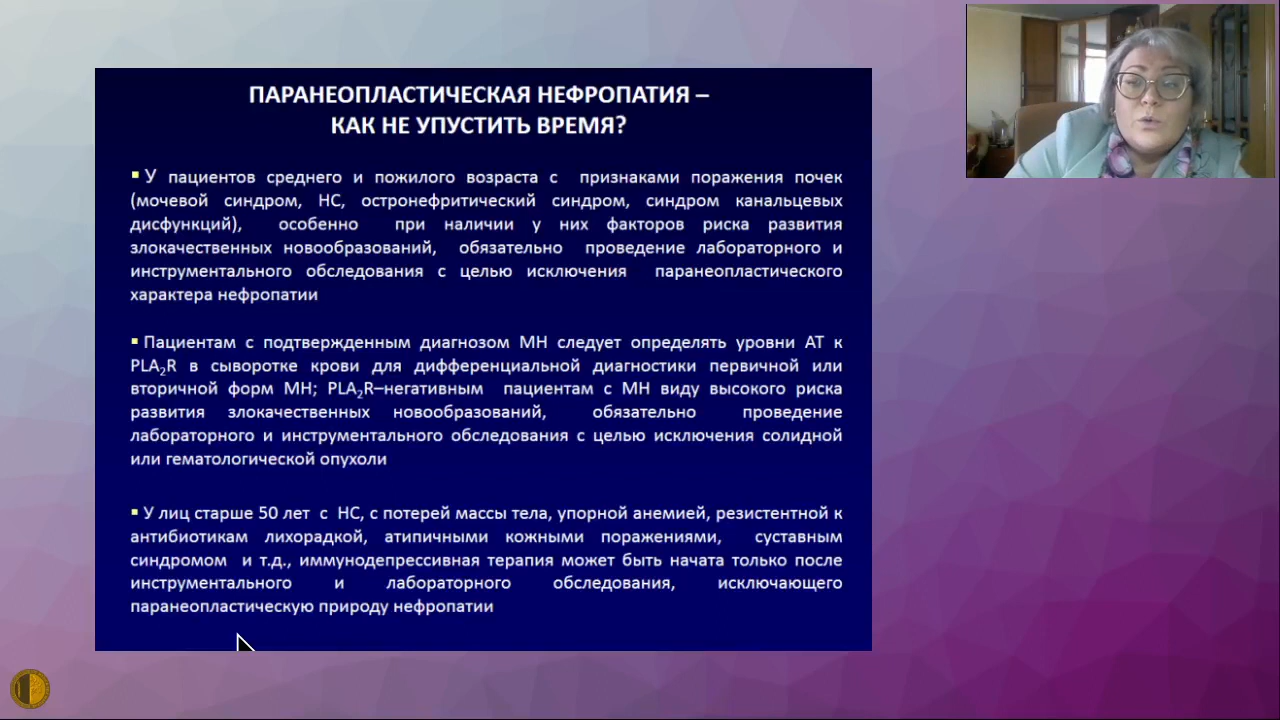 ПАРАНЕОПЛАСТИЧЕСКАЯ НЕФРОПАТИЯ –
КАК НЕ УПУСТИТЬ ВРЕМЯ?
▪ У пациентов среднего и пожилого возраста с признаками поражения почек
(мочевой синдром, НС, остронефритический синдром, синдром канальцевых
дисфункций), особенно при наличии у них факторов риска развития
злокачественных новообразований, обязательно проведение лабораторного и
инструментального обследования с целью исключения паранеопластического
характера нефропатии
▪ Пациентам с подтвержденным диагнозом МН следует определять уровни АТ к
PLA₂R в сыворотке крови для дифференциальной диагностики первичной или
вторичной форм МН; PLA₂R–негативным пациентам с МН виду высокого риска
развития злокачественных новообразований, обязательно проведение
лабораторного и инструментального обследования с целью исключения солидной
или гематологической опухоли
▪ У лиц старше 50 лет с НС, с потерей массы тела, упорной анемией, резистентной к
антибиотикам лихорадкой, атипичными кожными поражениями, суставным
синдромом и т.д., иммунодепрессивная терапия может быть начата только после
инструментального и лабораторного обследования, исключающего
паранеопластическую природу нефропатии